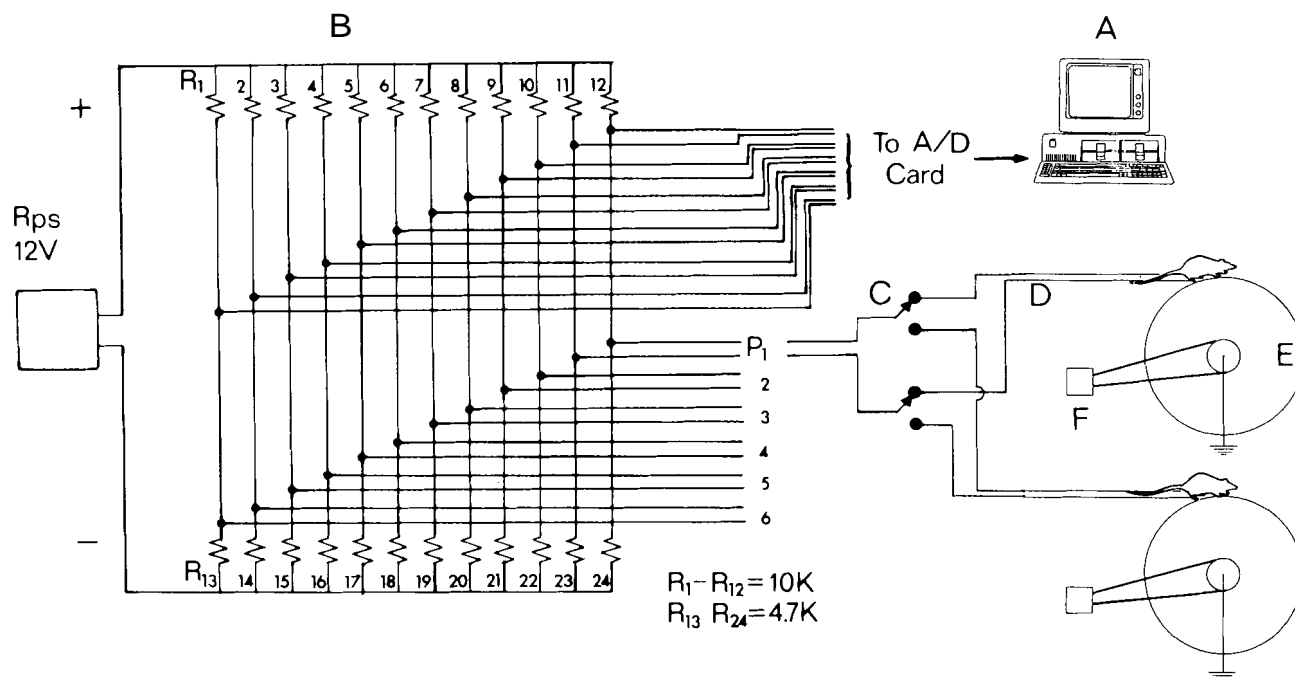 B
A
R1 2 3 4 5 6 7 8 9 10 11 12
+
To A/D
Card
Rps
12V
C
D
P1
2
3
4
5
6
E
F
−
R13 14 15 16 17 18 19 20 21 22 23 24
R1–R12=10K
R13 R24=4.7K